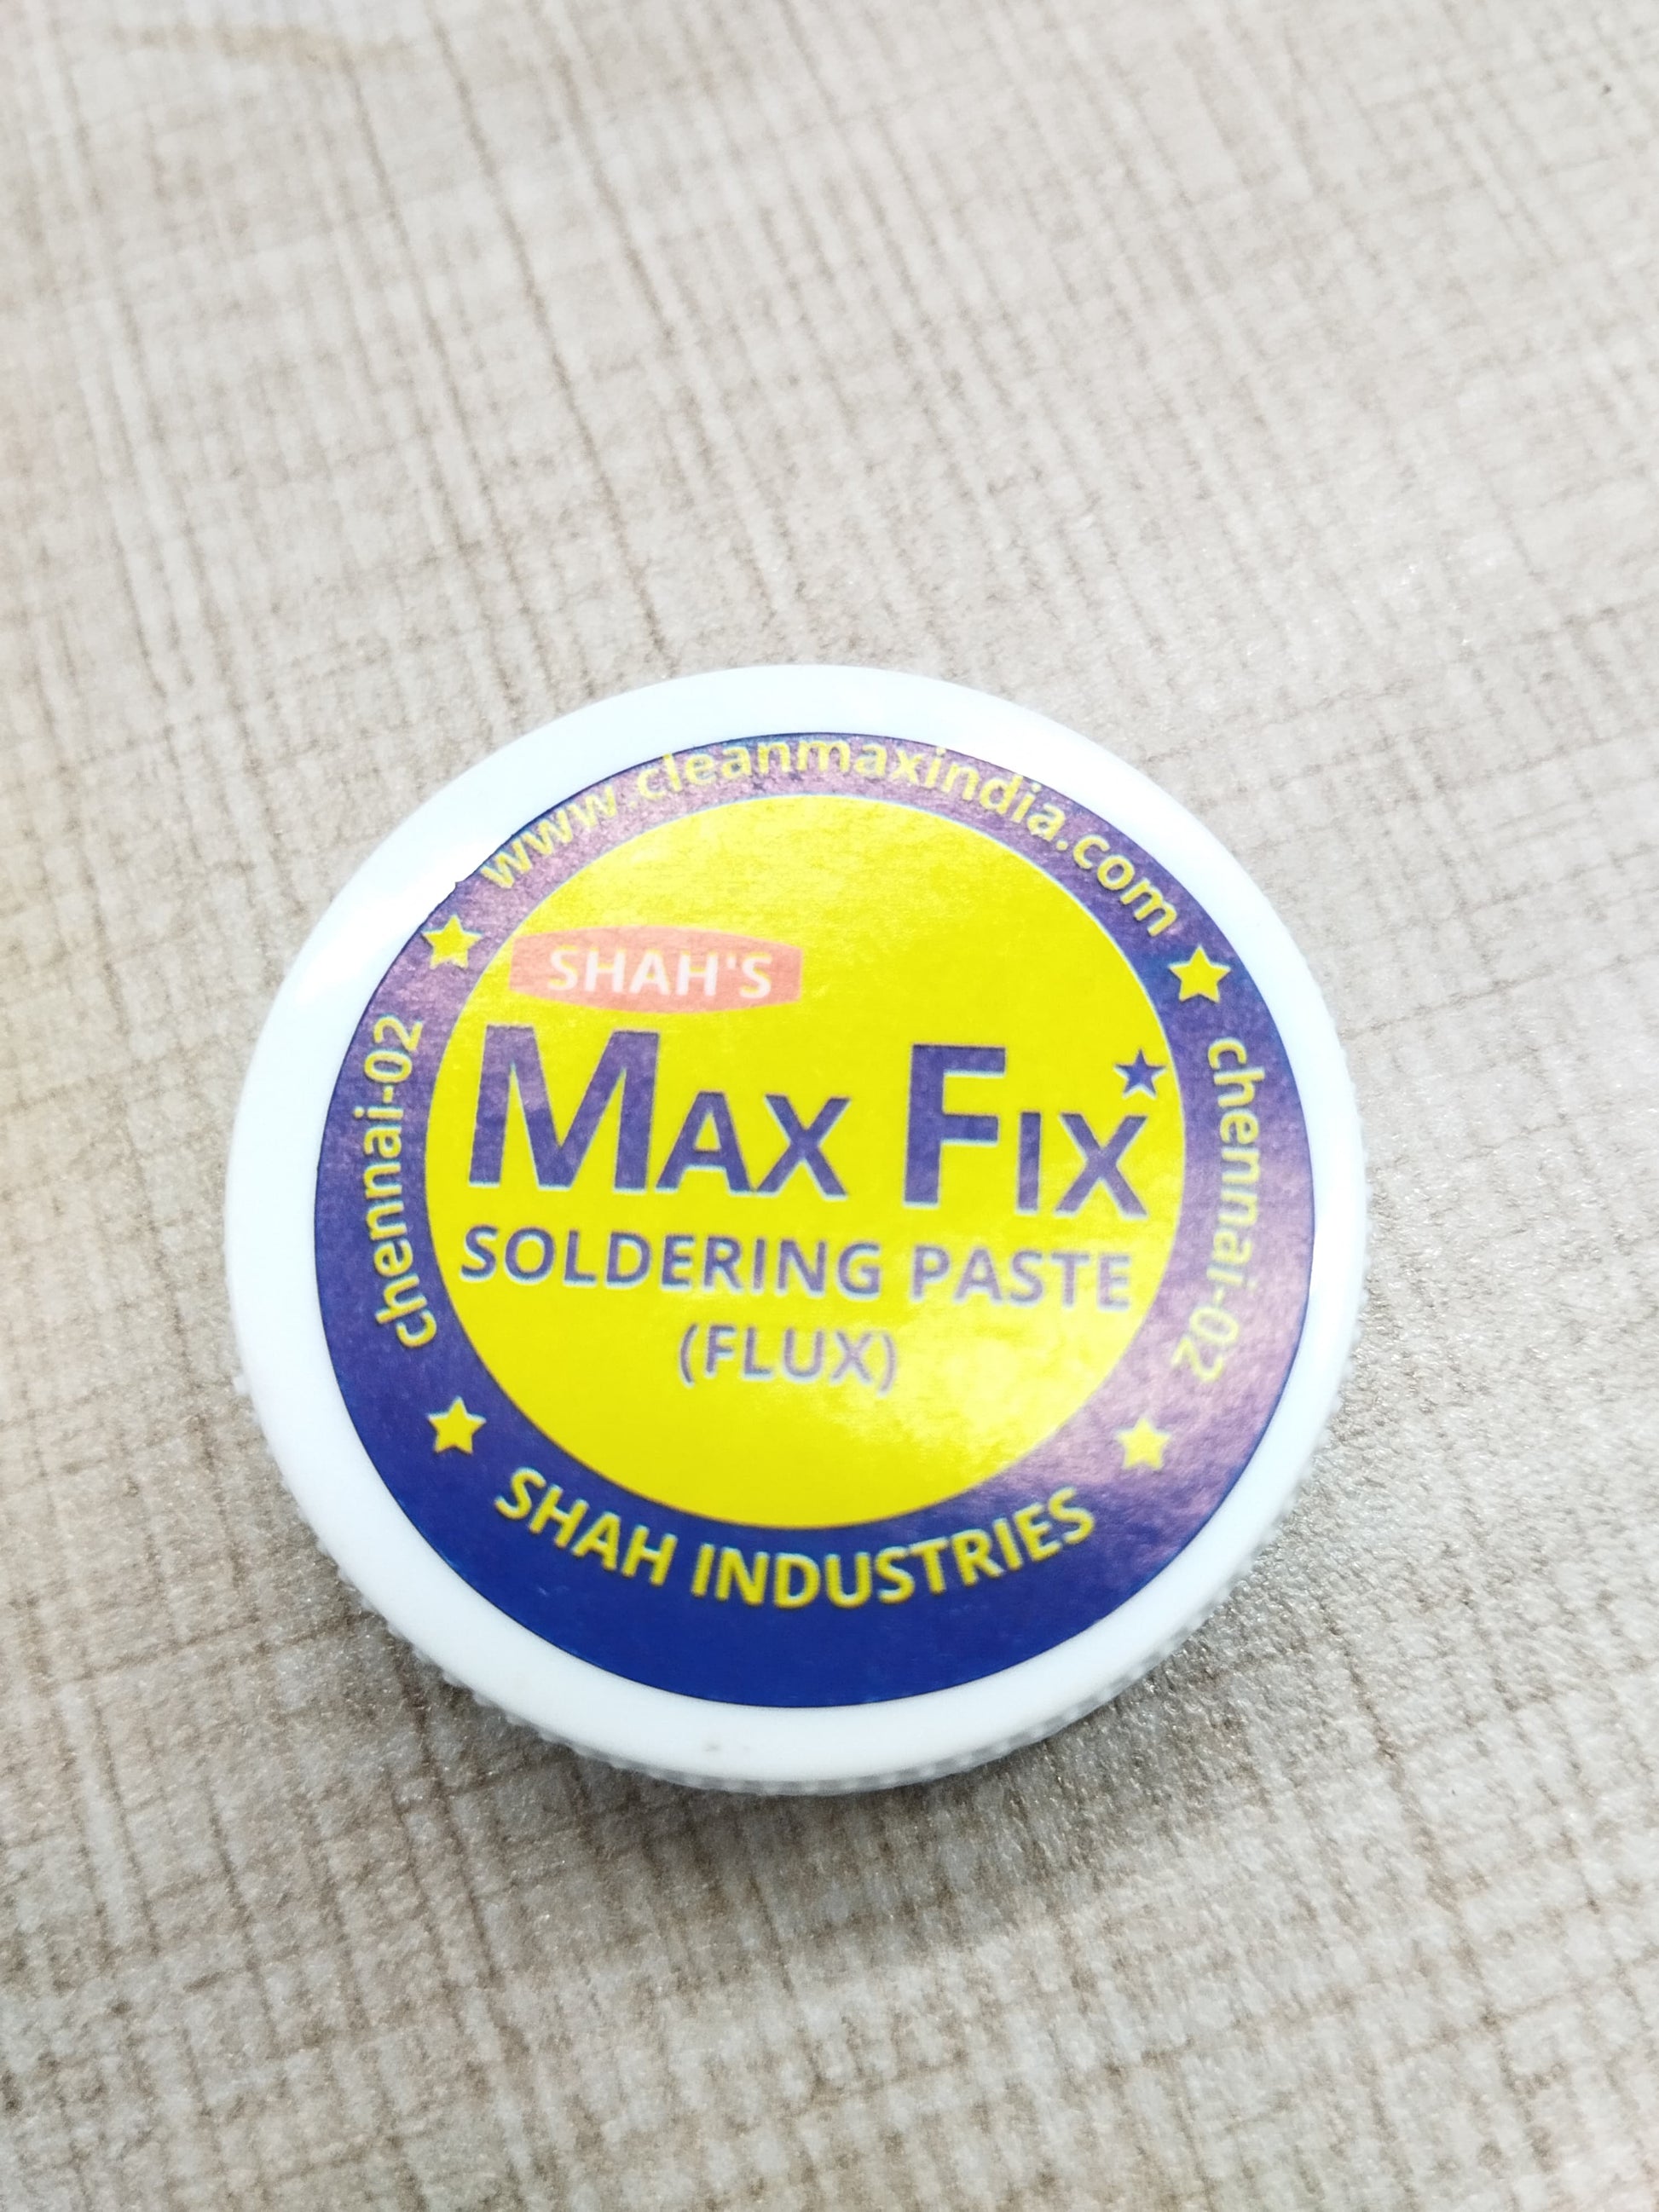 www.cleanmaxindia.com
SHAH'S
MAX FIX
SOLDERING PASTE
(FLUX)
chennai-02
chennai-02
SHAH INDUSTRIES